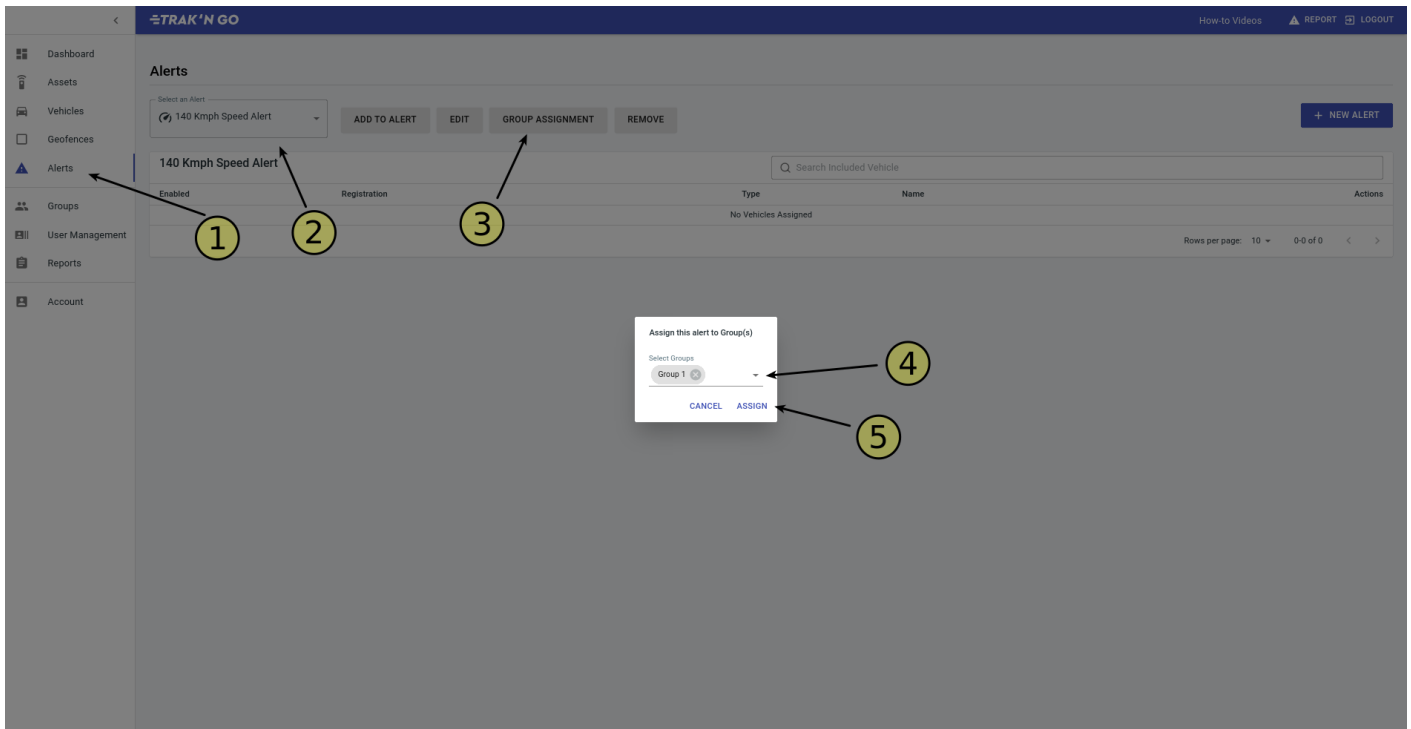 TRAK'N GO
How-to Videos
REPORT
LOGOUT
Dashboard
Assets
Vehicles
Geofences
Alerts
Groups
User Management
Reports
Account
Alerts
Select an Alert
140 Kmph Speed Alert
ADD TO ALERT
EDIT
GROUP ASSIGNMENT
REMOVE
+ NEW ALERT
140 Kmph Speed Alert
Search Included Vehicle
Enabled Registration Type Name Actions
No Vehicles Assigned
Rows per page: 10 0-0 of 0
1
2
3
Assign this alert to Group(s)
Select Groups
Group 1
CANCEL ASSIGN
4
5